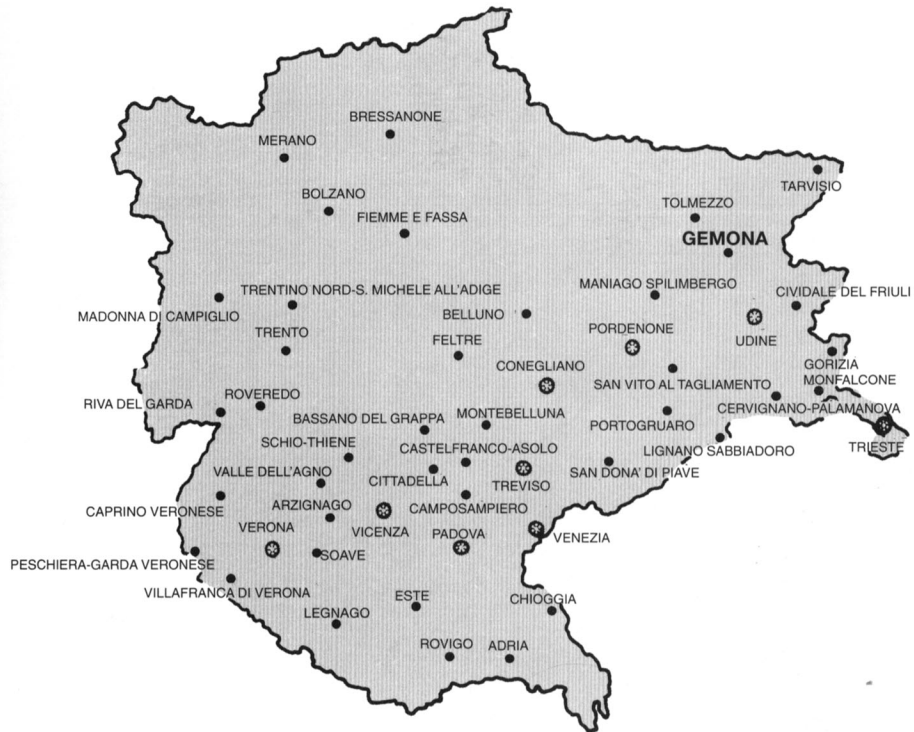 BRESSANONE
MERANO
TARVISIO
BOLZANO
TOLMEZZO
FIEMME E FASSA
GEMONA
MANIAGO SPILIMBERGO
TRENTINO NORD-S. MICHELE ALL'ADIGE
CIVIDALE DEL FRIULI
MADONNA DI CAMPIGLIO
BELLUNO
TRENTO
PORDENONE
UDINE
FELTRE
CONEGLIANO
GORIZIA
SAN VITO AL TAGLIAMENTO
MONFALCONE
ROVEREDO
RIVA DEL GARDA
CERVIGNANO-PALAMANOVA
BASSANO DEL GRAPPA
MONTEBELLUNA
PORTOGRUARO
SCHIO-THIENE
CASTELFRANCO-ASOLO
LIGNANO SABBIADORO
TRIESTE
VALLE DELL'AGNO
CITTADELLA
TREVISO
SAN DONA' DI PIAVE
CAPRINO VERONESE
ARZIGNAGO
CAMPOSAMPIERO
VERONA
VICENZA
PADOVA
VENEZIA
SOAVE
PESCHIERA-GARDA VERONESE
VILLAFRANCA DI VERONA
ESTE
CHIOGGIA
LEGNAGO
ROVIGO
ADRIA